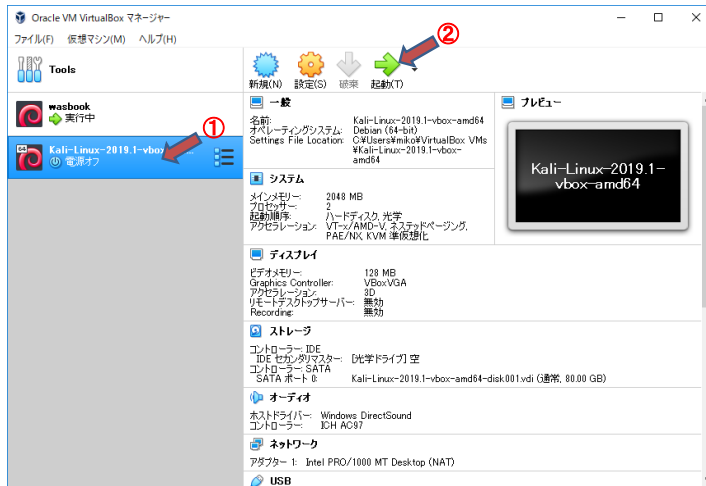 Oracle VM VirtualBox マネージャー
ファイル(F) 仮想マシン(M) ヘルプ(H)
②
Tools
新規(N) 設定(S) 破棄 起動(T)
wasbook
実行中
①
64
Kali-Linux-2019.1-vbox-...
電源オフ
一般
名前: Kali-Linux-2019.1-vbox-amd64
オペレーティングシステム: Debian (64-bit)
Settings File Location: C:¥Users¥miko¥VirtualBox VMs
¥Kali-Linux-2019.1-vbox-
amd64
プレビュー
Kali-Linux-2019.1-
vbox-amd64
システム
メインメモリー: 2048 MB
プロセッサー: 2
起動順序: ハードディスク, 光学
アクセラレーション: VT-x/AMD-V, ネステッドページング,
PAE/NX, KVM 準仮想化
ディスプレイ
ビデオメモリー: 128 MB
Graphics Controller: VBoxVGA
アクセラレーション: 3D
リモートデスクトップサーバー: 無効
Recording: 無効
ストレージ
コントローラー: IDE
IDE セカンダリマスター: [光学ドライブ] 空
コントローラー: SATA
SATA ポート 0: Kali-Linux-2019.1-vbox-amd64-disk001.vdi (通常, 80.00 GB)
オーディオ
ホストドライバー: Windows DirectSound
コントローラー: ICH AC97
ネットワーク
アダプター 1: Intel PRO/1000 MT Desktop (NAT)
USB